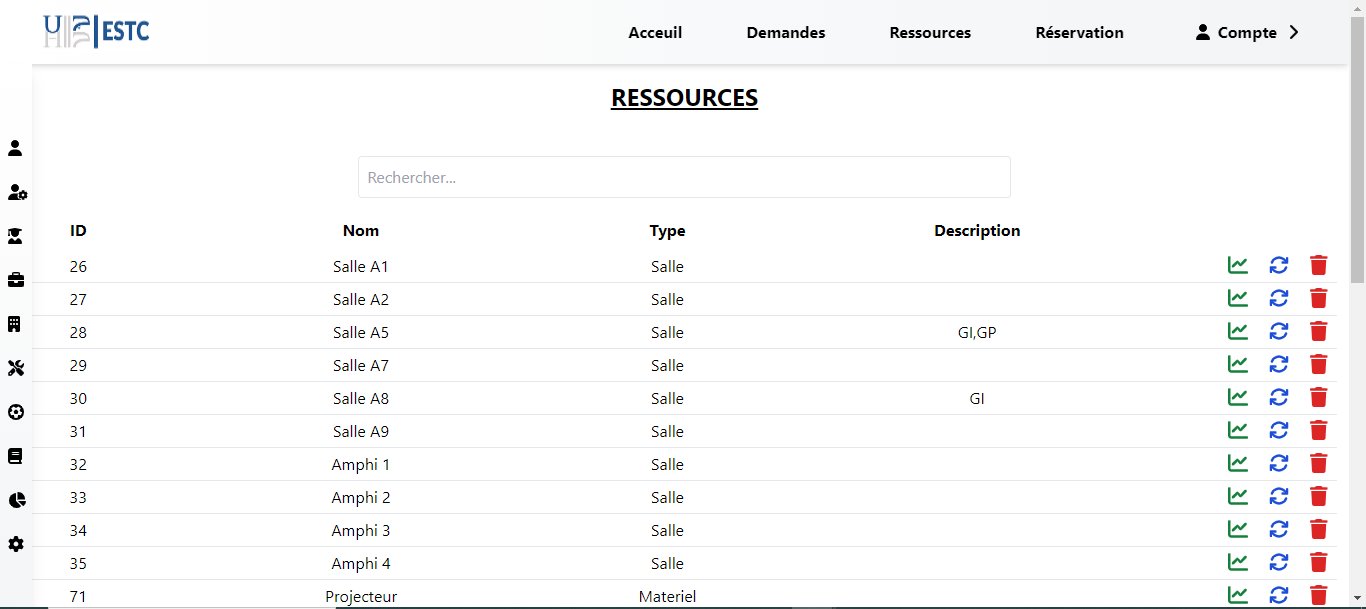 UH2C ESTC Acceuil Demandes Ressources Réservation Compte
RESSOURCES
Rechercher...
ID Nom Type Description
26 Salle A1 Salle
27 Salle A2 Salle
28 Salle A5 Salle GI,GP
29 Salle A7 Salle
30 Salle A8 Salle GI
31 Salle A9 Salle
32 Amphi 1 Salle
33 Amphi 2 Salle
34 Amphi 3 Salle
35 Amphi 4 Salle
71 Projecteur Materiel